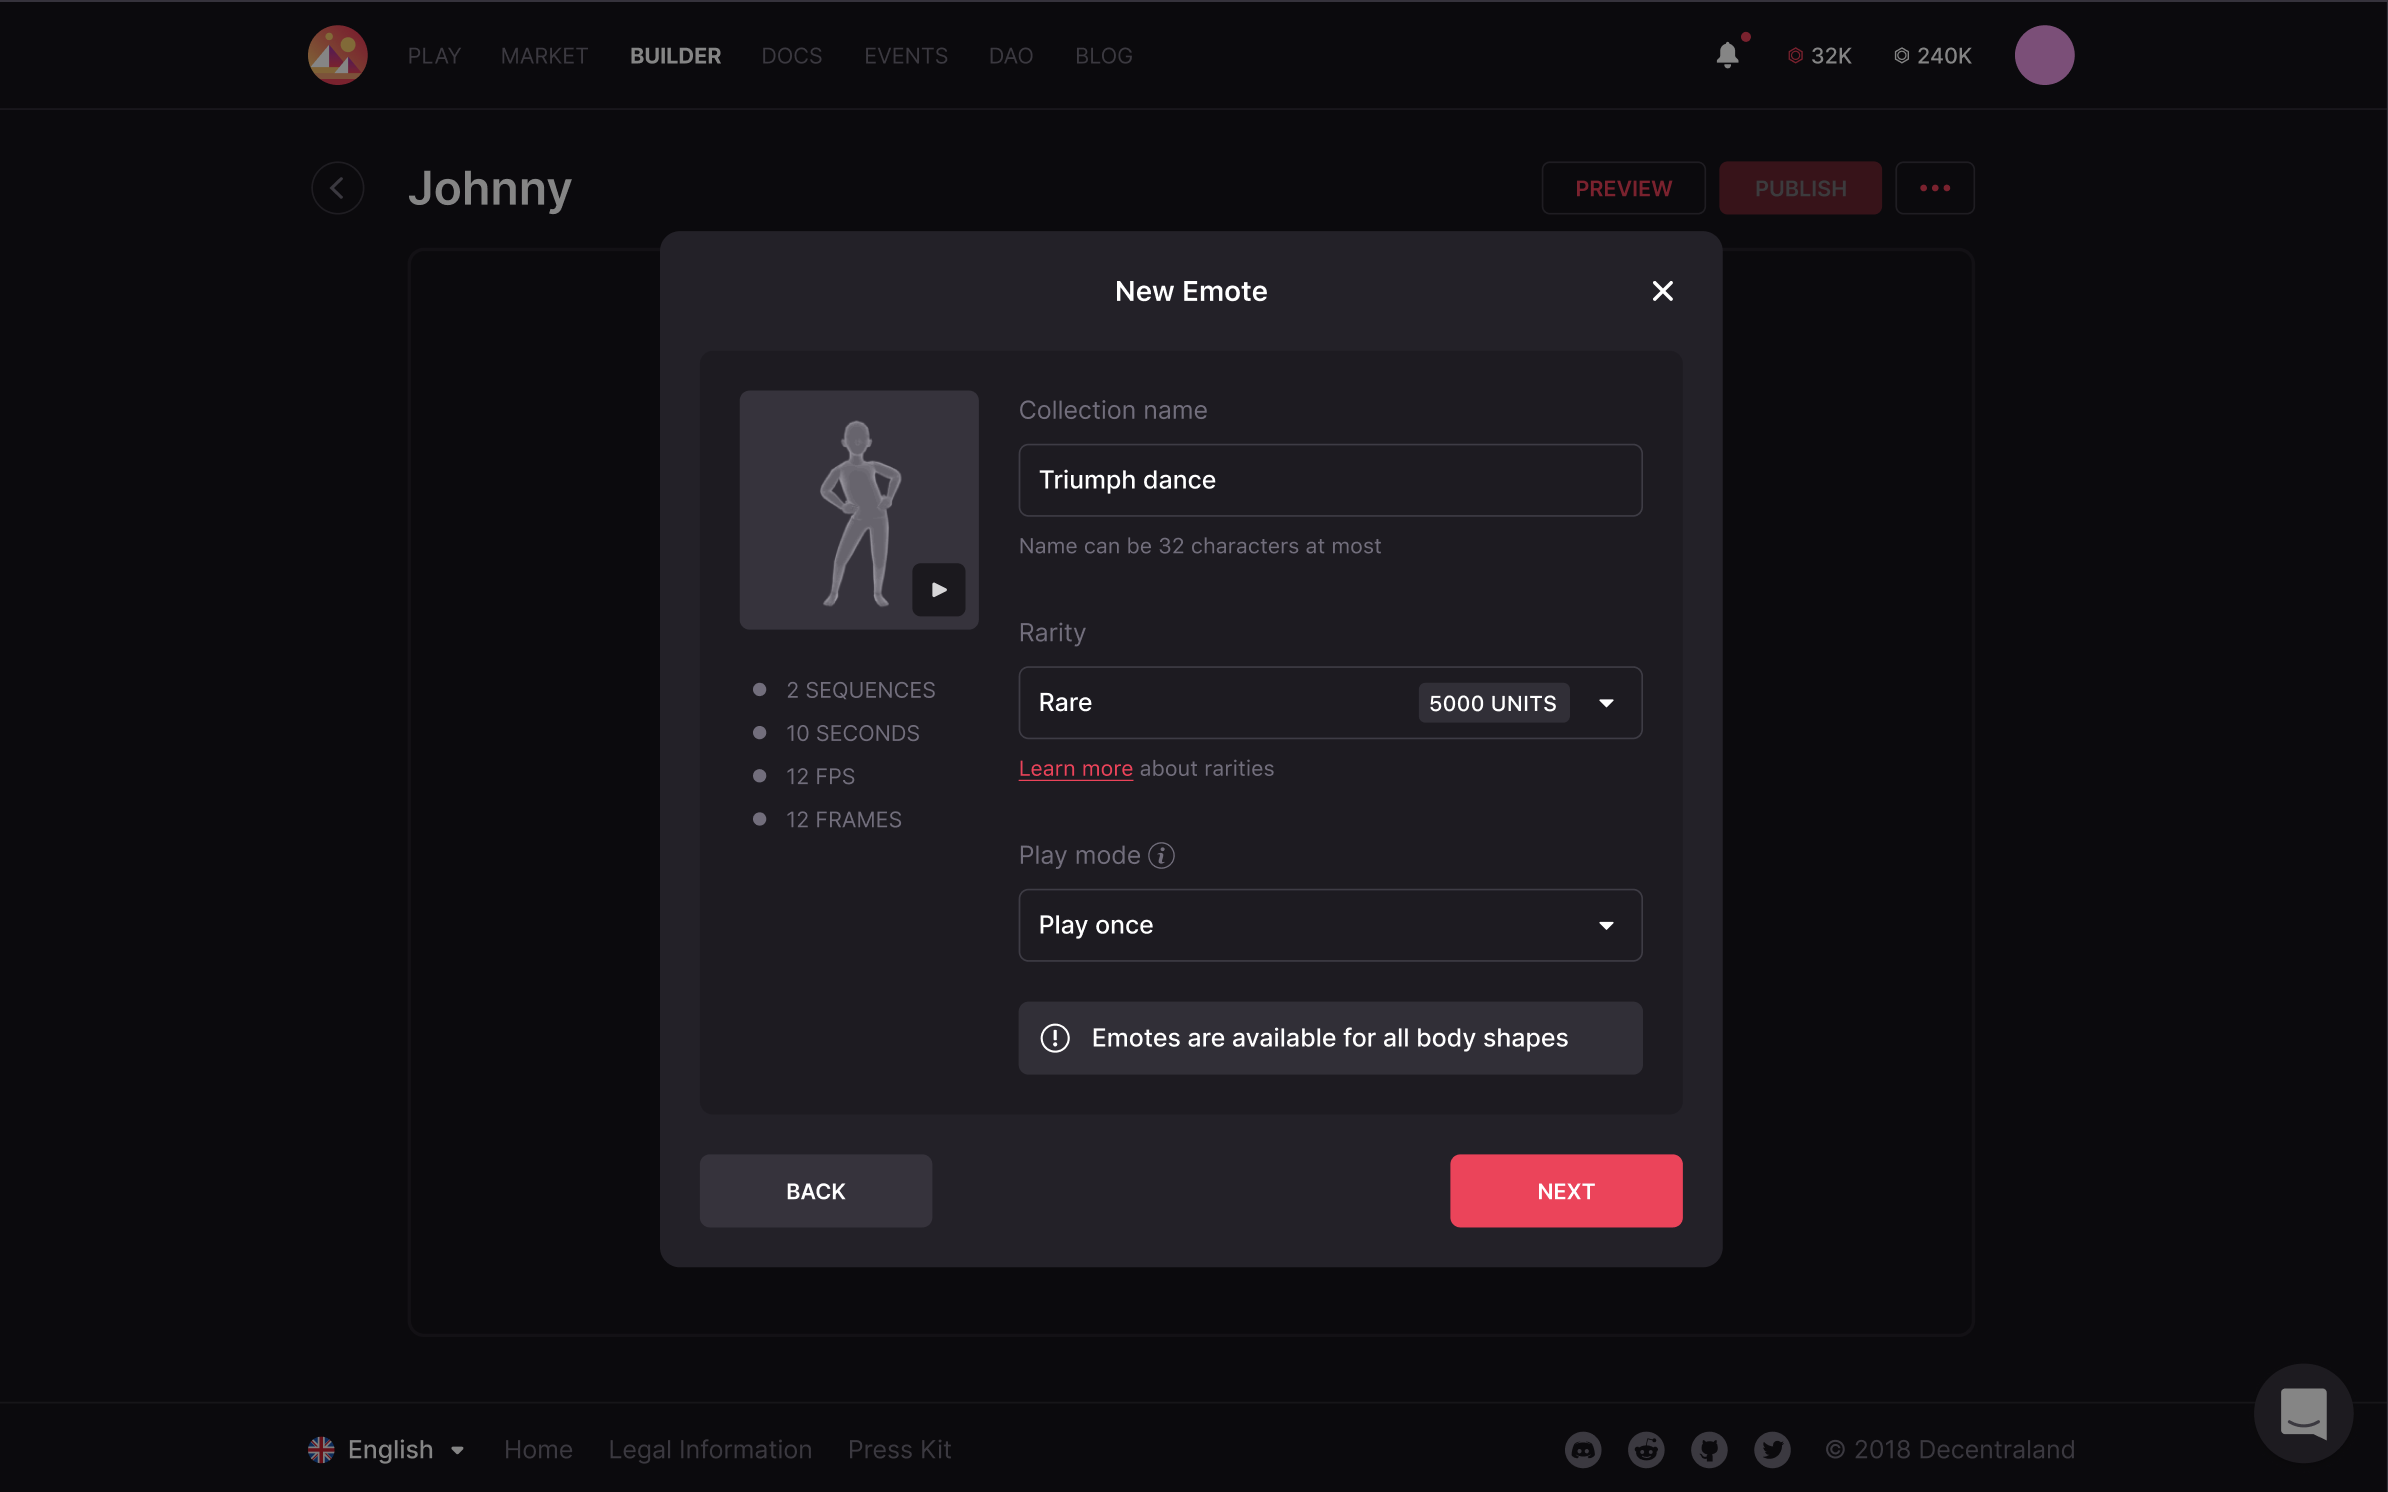 PLAY MARKET BUILDER DOCS EVENTS DAO BLOG 32K 240K
Johnny PREVIEW PUBLISH
New Emote
Collection name
Triumph dance
Name can be 32 characters at most
Rarity
Rare 5000 UNITS
Learn more about rarities
2 SEQUENCES
10 SECONDS
12 FPS
12 FRAMES
Play mode
Play once
Emotes are available for all body shapes
BACK NEXT
English Home Legal Information Press Kit © 2018 Decentraland